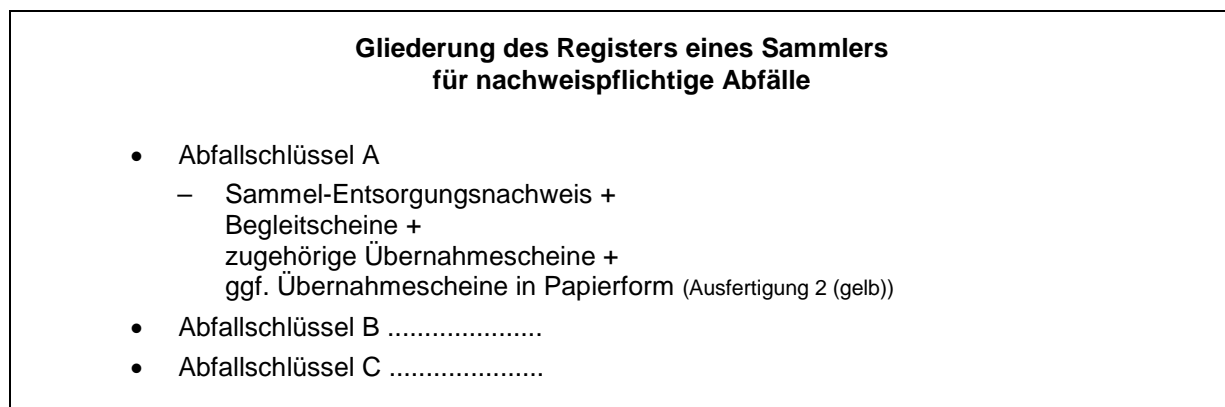 Gliederung des Registers eines Sammlers
für nachweispflichtige Abfälle
• Abfallschlüssel A
– Sammel-Entsorgungsnachweis +
Begleitscheine +
zugehörige Übernahmescheine +
ggf. Übernahmescheine in Papierform (Ausfertigung 2 (gelb))
• Abfallschlüssel B .....................
• Abfallschlüssel C .....................